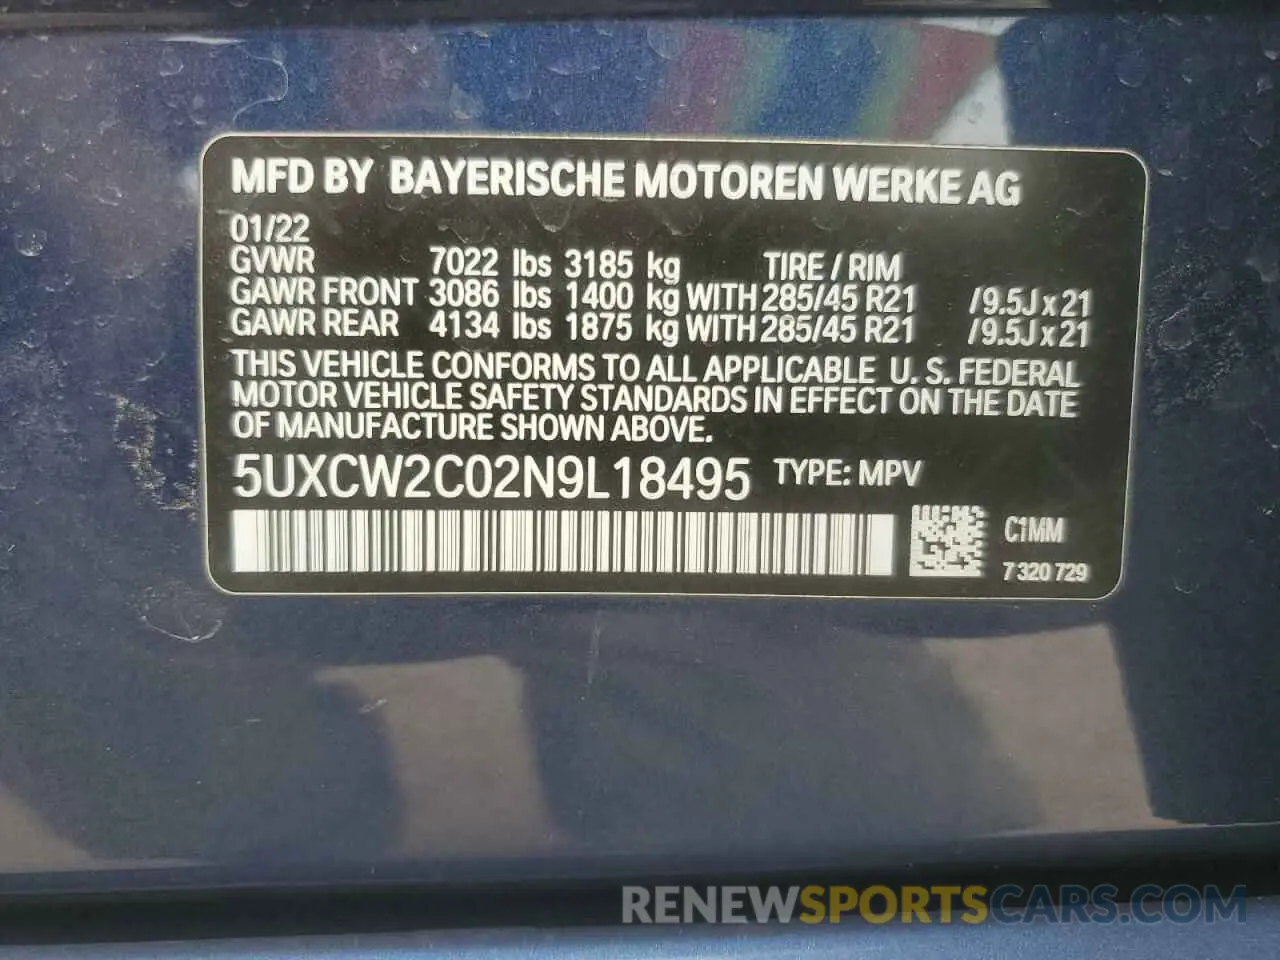 MFD BY BAYERISCHE MOTOREN WERKE AG
01/22
GVWR 7022 lbs 3185 kg TIRE / RIM
GAWR FRONT 3086 lbs 1400 kg WITH 285/45 R21 /9.5J x 21
GAWR REAR 4134 lbs 1875 kg WITH 285/45 R21 /9.5J x 21
THIS VEHICLE CONFORMS TO ALL APPLICABLE U. S. FEDERAL
MOTOR VEHICLE SAFETY STANDARDS IN EFFECT ON THE DATE
OF MANUFACTURE SHOWN ABOVE.
5UXCW2C02N9L18495 TYPE: MPV
C1MM
7 320 729
RENEWSPORTSCARS.COM